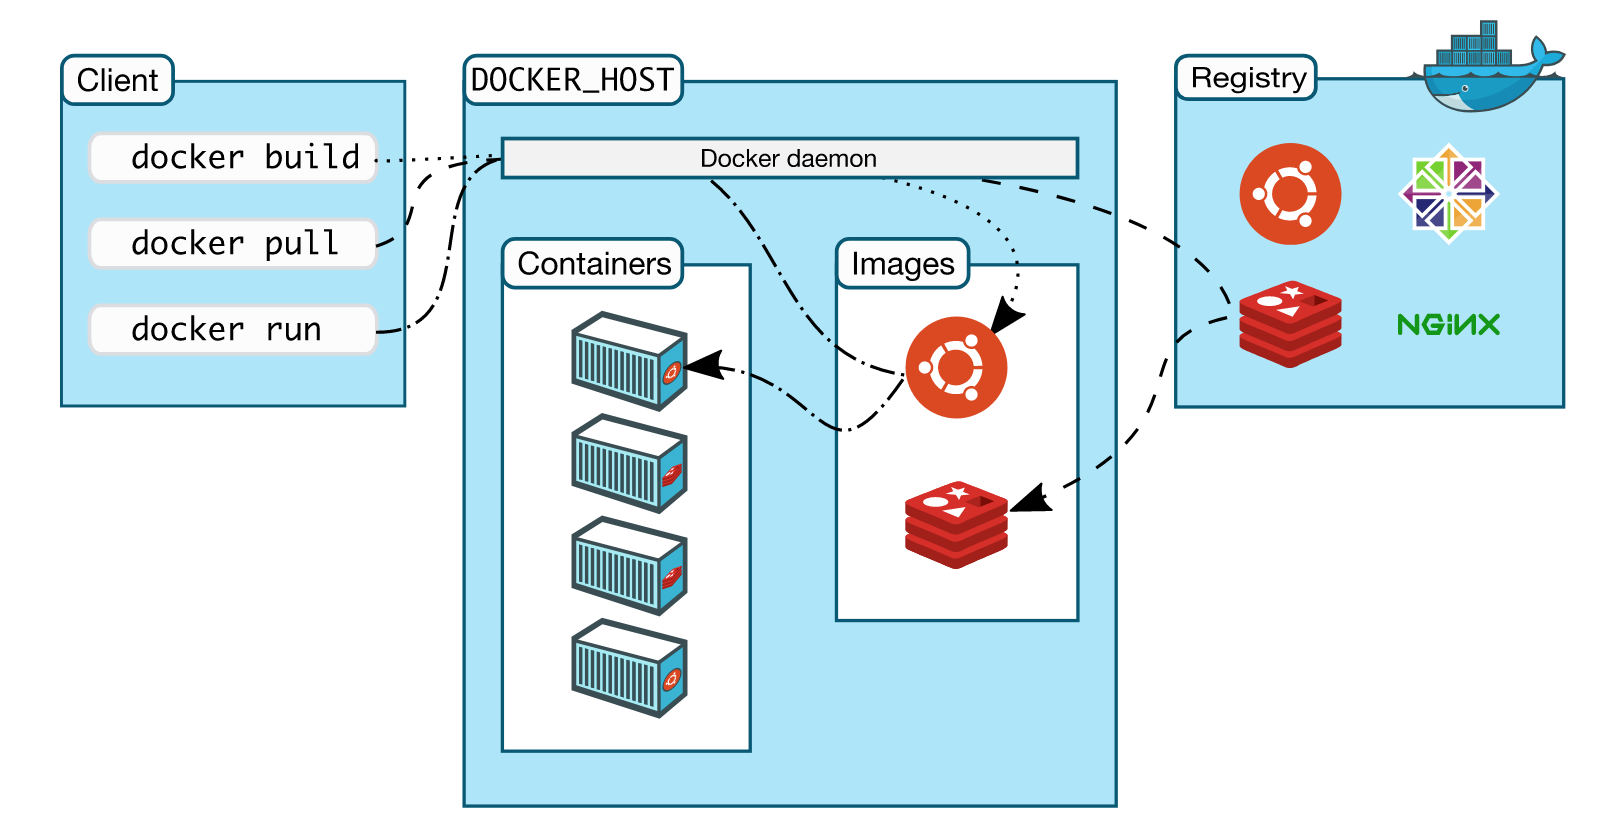 Client
docker build
docker pull
docker run
DOCKER_HOST
Docker daemon
Containers
Images
Registry
NGiNX